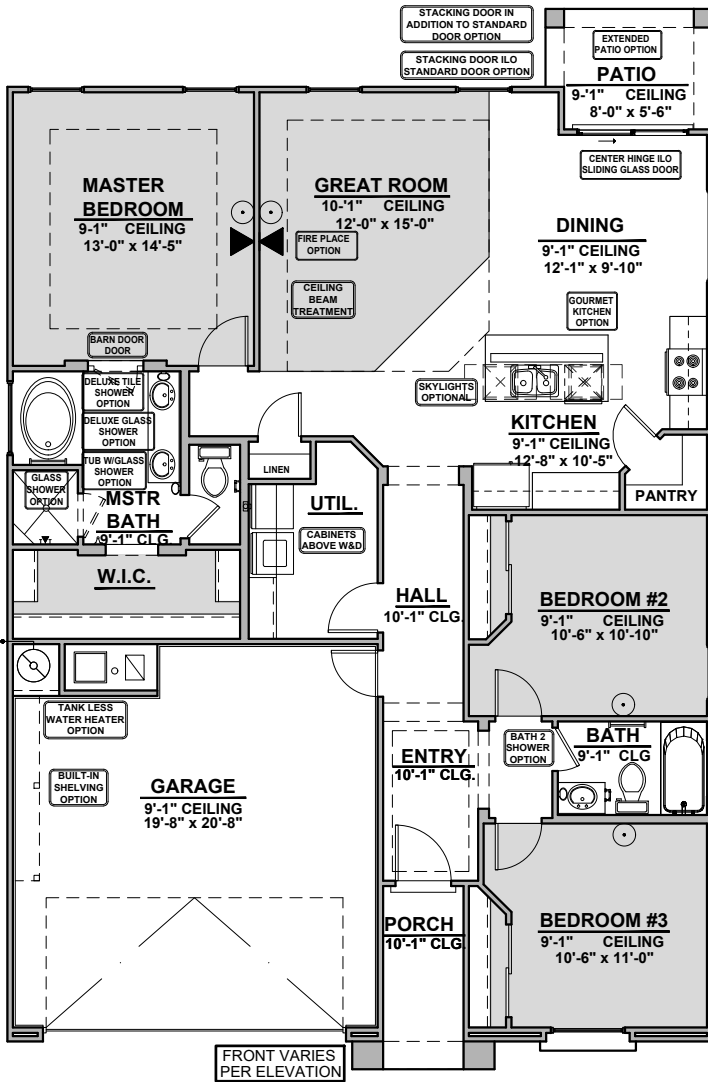 STACKING DOOR IN
ADDITION TO STANDARD
DOOR OPTION
STACKING DOOR ILO
STANDARD DOOR OPTION
EXTENDED
PATIO OPTION
PATIO
9-'1" CEILING
8'-0" x 5'-6"
CENTER HINGE ILO
SLIDING GLASS DOOR
MASTER
BEDROOM
9-1" CEILING
13'-0" x 14'-5"
GREAT ROOM
10-'1" CEILING
12'-0" x 15'-0"
FIRE PLACE
OPTION
CEILING
BEAM
TREATMENT
DINING
9'-1" CEILING
12'-1" x 9'-10"
GOURMET
KITCHEN
OPTION
BARN DOOR
DOOR
DELUXE TILE
SHOWER
OPTION
DELUXE GLASS
SHOWER
OPTION
TUB W/GLASS
SHOWER
OPTION
GLASS
SHOWER
OPTION
MSTR
BATH
9'-1" CLG.
SKYLIGHTS
OPTIONAL
KITCHEN
9'-1" CEILING
12'-8" x 10'-5"
PANTRY
LINEN
UTIL.
CABINETS
ABOVE W&D
W.I.C.
HALL
10'-1" CLG.
BEDROOM #2
9'-1" CEILING
10'-6" x 10'-10"
TANK LESS
WATER HEATER
OPTION
BUILT-IN
SHELVING
OPTION
GARAGE
9'-1" CEILING
19'-8" x 20'-8"
ENTRY
10'-1" CLG.
BATH 2
SHOWER
OPTION
BATH
9'-1" CLG
PORCH
10'-1" CLG.
BEDROOM #3
9'-1" CEILING
10'-6" x 11'-0"
FRONT VARIES
PER ELEVATION